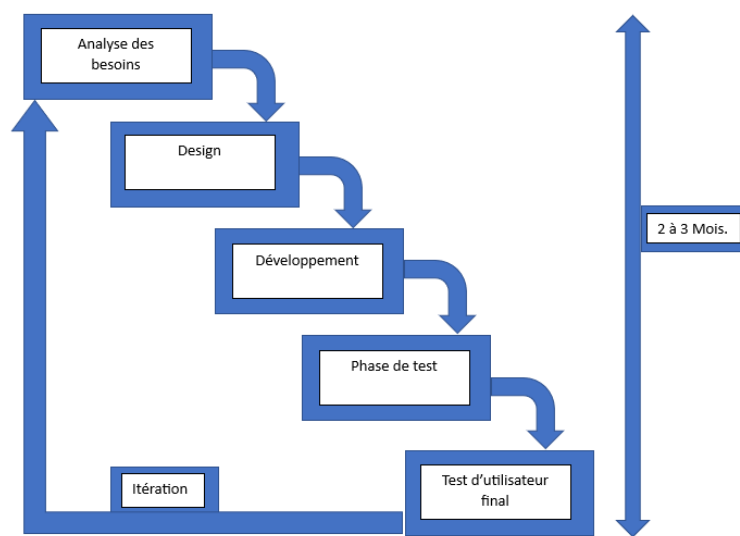 Analyse des
besoins
Design
Développement
2 à 3 Mois.
Phase de test
Test d’utilisateur
final
Itération